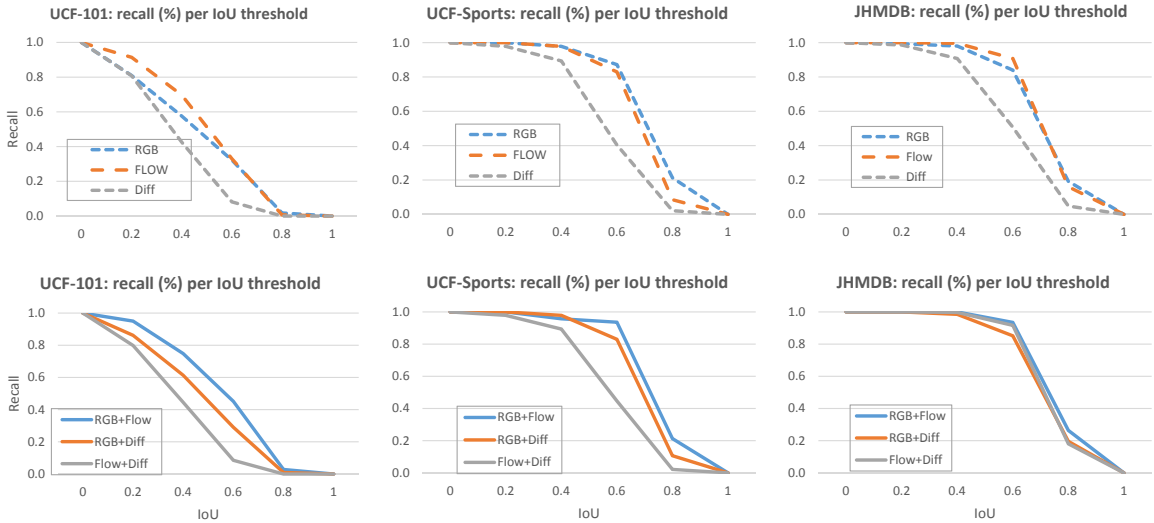 UCF-101: recall (%) per IoU threshold
1.0
0.8
0.6
0.4
0.2
0.0
Recall
RGB
FLOW
Diff
0 0.2 0.4 0.6 0.8 1
UCF-Sports: recall (%) per IoU threshold
1.0
0.8
0.6
0.4
0.2
0.0
RGB
FLOW
Diff
0 0.2 0.4 0.6 0.8 1
JHMDB: recall (%) per IoU threshold
1.0
0.8
0.6
0.4
0.2
0.0
RGB
Flow
Diff
0 0.2 0.4 0.6 0.8 1
UCF-101: recall (%) per IoU threshold
1.0
0.8
0.6
0.4
0.2
0.0
Recall
RGB+Flow
RGB+Diff
Flow+Diff
0 0.2 0.4 0.6 0.8 1
IoU
UCF-Sports: recall (%) per IoU threshold
1.0
0.8
0.6
0.4
0.2
0.0
RGB+Flow
RGB+Diff
Flow+Diff
0 0.2 0.4 0.6 0.8 1
IoU
JHMDB: recall (%) per IoU threshold
1.0
0.8
0.6
0.4
0.2
0.0
RGB+Flow
RGB+Diff
Flow+Diff
0 0.2 0.4 0.6 0.8 1
IoU